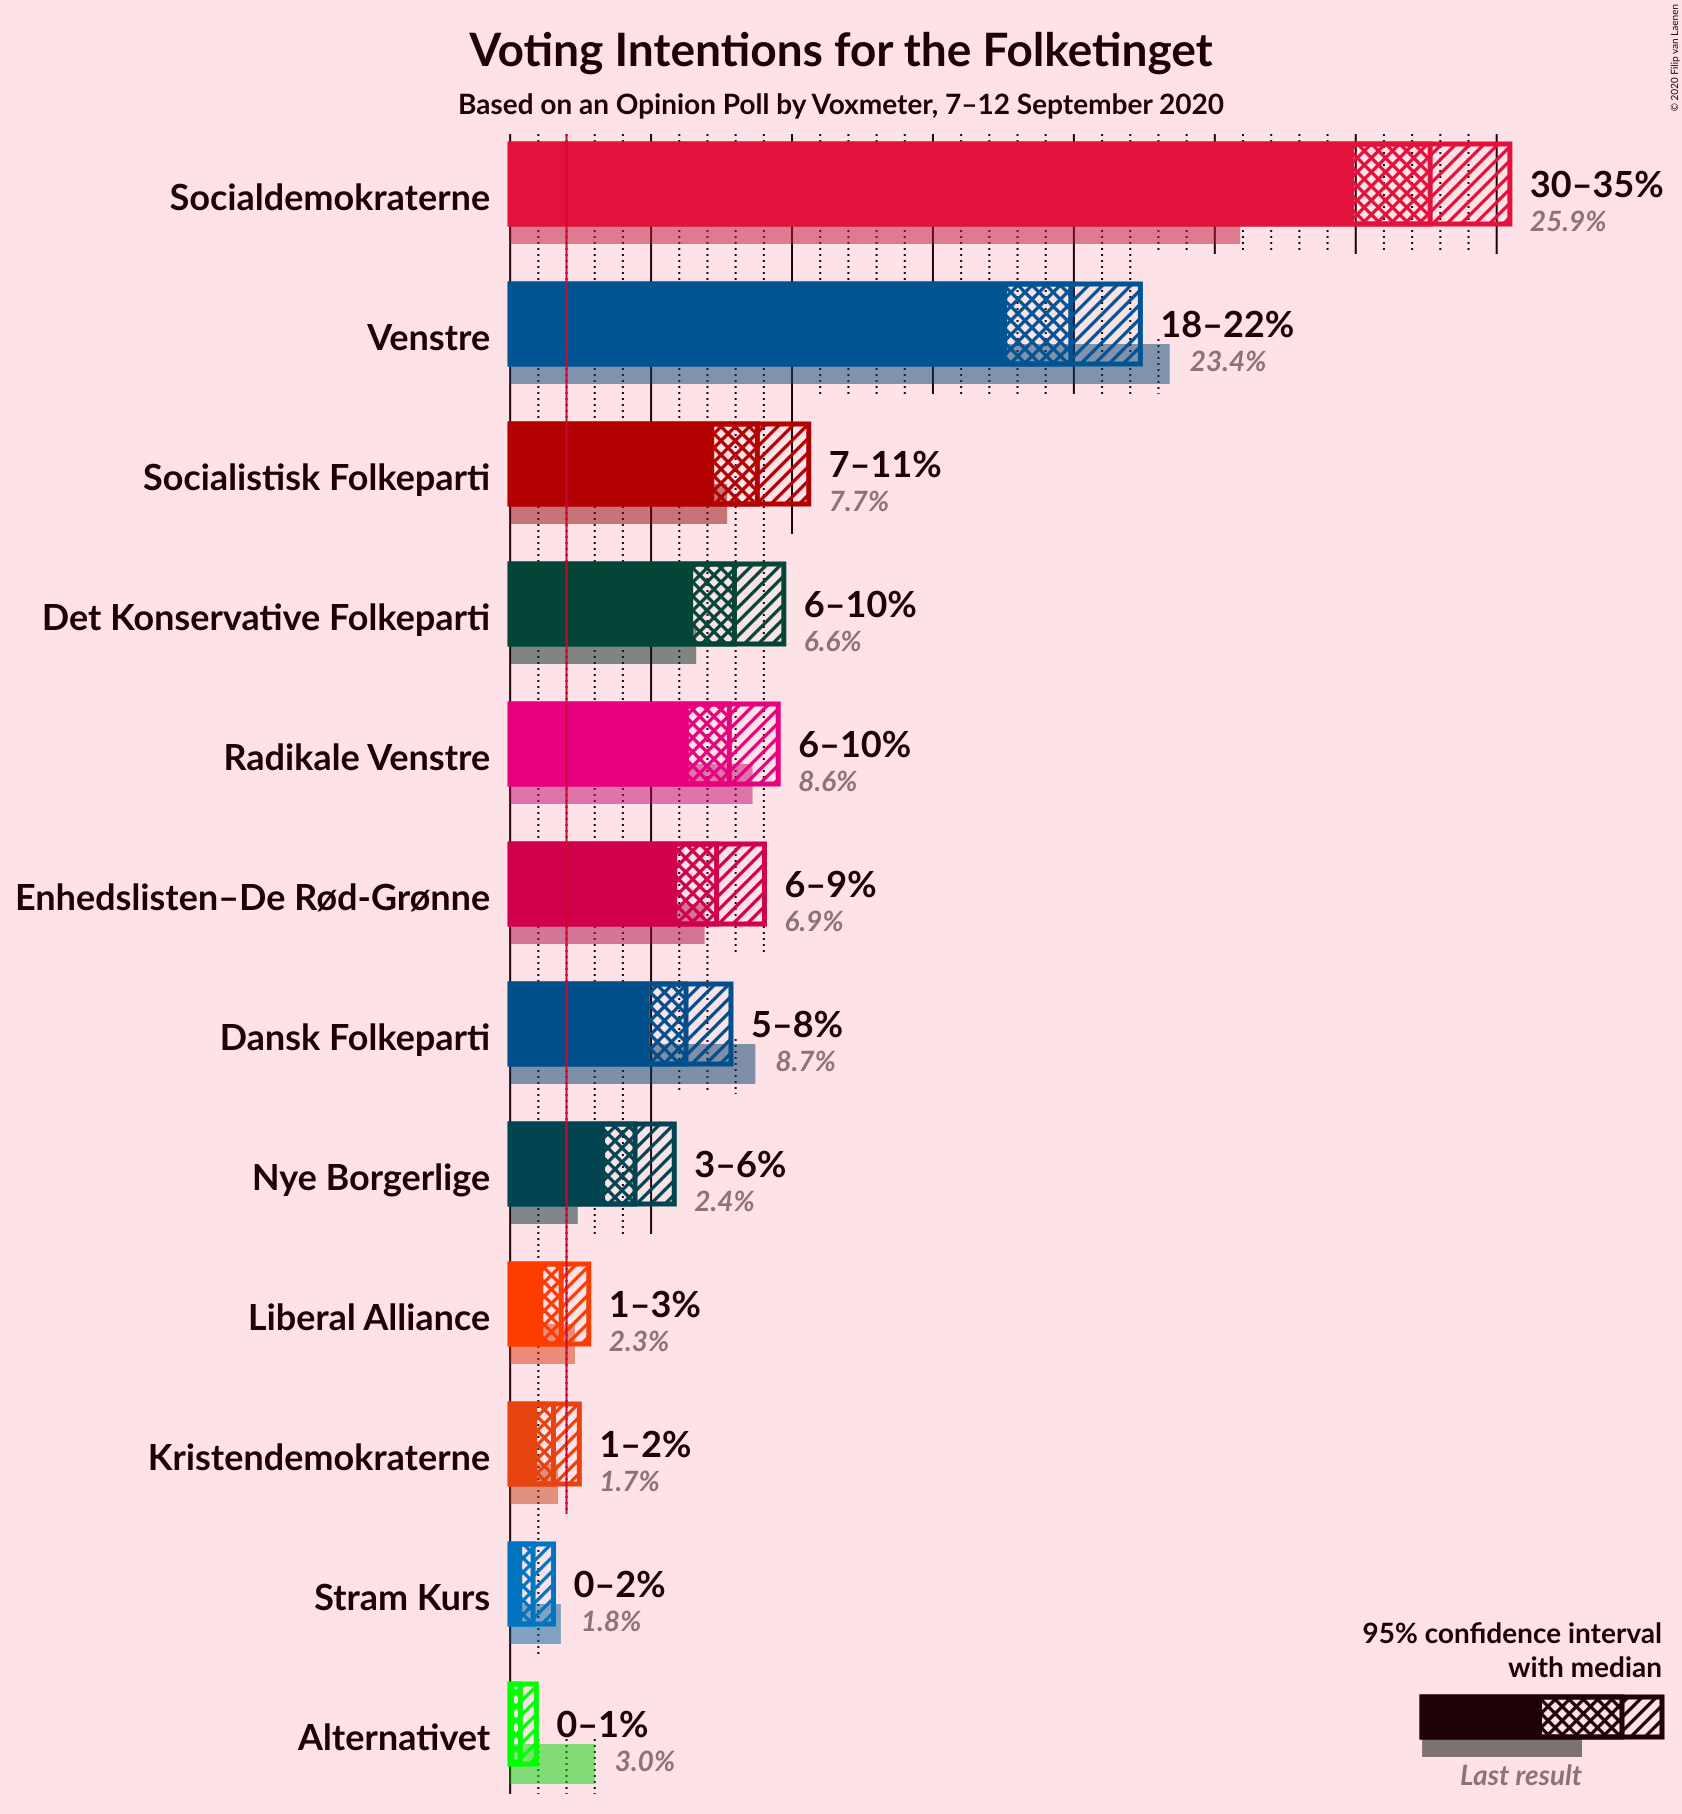 © 2020 Filip van Laenen
Voting Intentions for the Folketinget
Based on an Opinion Poll by Voxmeter, 7–12 September 2020
Socialdemokraterne
30–35%
25.9%
Venstre
18–22%
23.4%
Socialistisk Folkeparti
7–11%
7.7%
Det Konservative Folkeparti
6–10%
6.6%
Radikale Venstre
6–10%
8.6%
Enhedslisten–De Rød-Grønne
6–9%
6.9%
Dansk Folkeparti
5–8%
8.7%
Nye Borgerlige
3–6%
2.4%
Liberal Alliance
1–3%
2.3%
Kristendemokraterne
1–2%
1.7%
Stram Kurs
0–2%
1.8%
Alternativet
0–1%
3.0%
95% confidence interval
with median
Last result